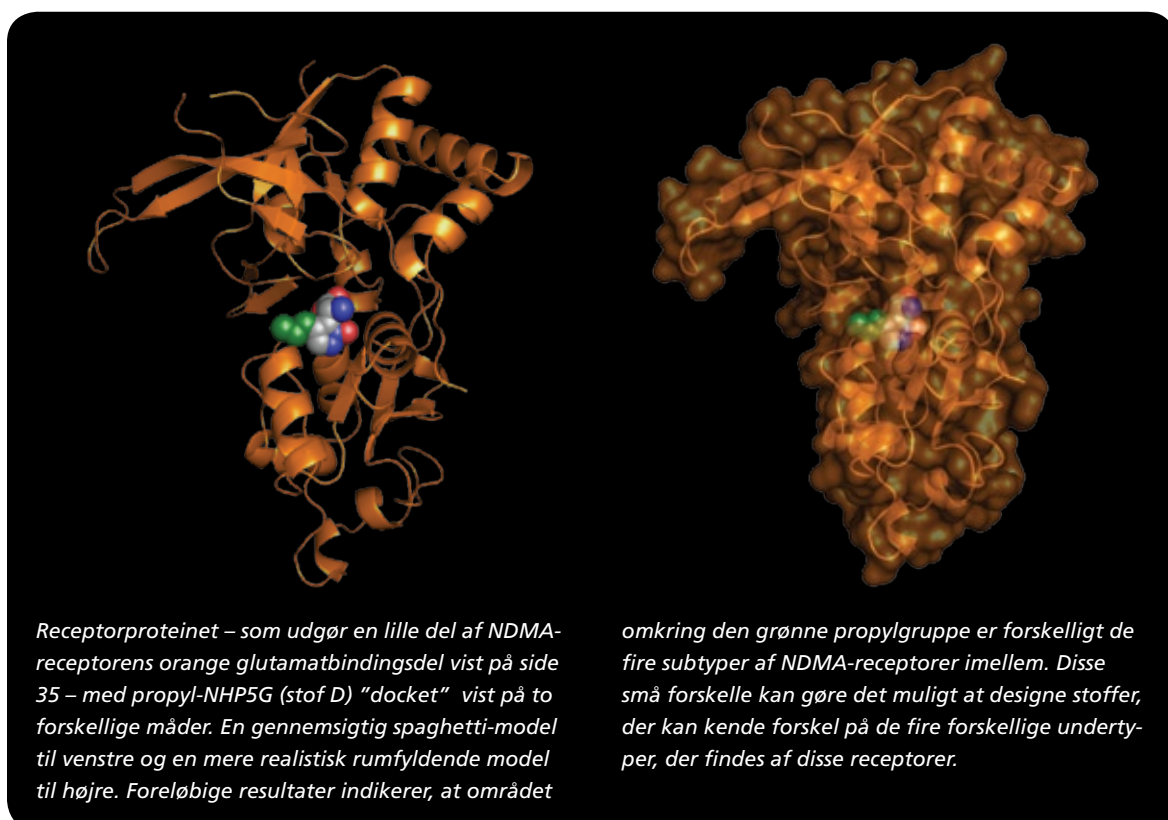 Receptorproteinet – som udgør en lille del af NDMA-
receptorens orange glutamatbindingsdel vist på side
35 – med propyl-NHP5G (stof D) ”docket” vist på to
forskellige måder. En gennemsigtig spaghetti-model
til venstre og en mere realistisk rumfyldende model
til højre. Foreløbige resultater indikerer, at området
omkring den grønne propylgruppe er forskelligt de
fire subtyper af NDMA-receptorer imellem. Disse
små forskelle kan gøre det muligt at designe stoffer,
der kan kende forskel på de fire forskellige underty-
per, der findes af disse receptorer.